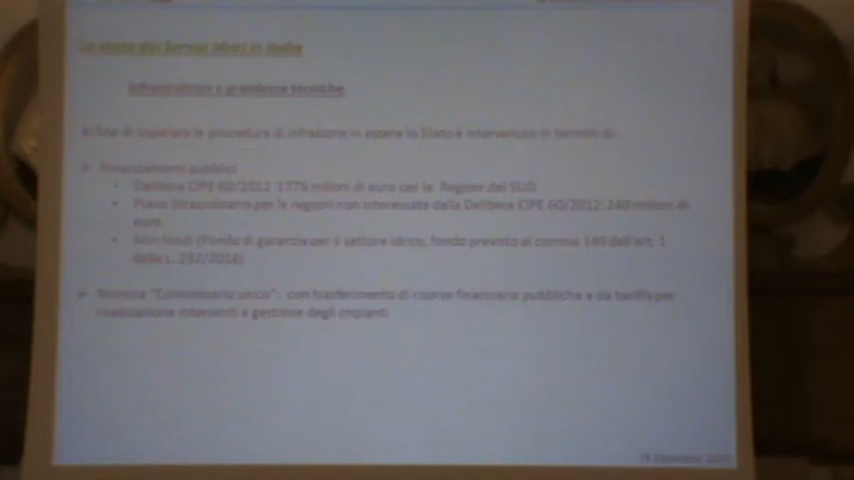 Lo stato dei Servizi Idrici in Italia
Infrastrutture e grandezze tecniche
Al fine di superare le procedure di infrazione in essere lo Stato è intervenuto in termini di:
Finanziamenti pubblici
Delibera CIPE 60/2012: 1776 milioni di euro per le Regioni del SUD
Piano Straordinario per le regioni non interessate dalla Delibera CIPE 60/2012: 240 milioni di
euro
Altri fondi (Fondo di garanzia per il settore idrico, fondo previsto al comma 149 dell'art. 1
della L. 232/2016)
Nomina "Commissario unico": con trasferimento di risorse finanziarie pubbliche e da tariffa per
realizzazione interventi e gestione degli impianti